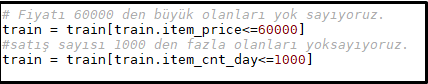 # Fiyatı 60000 den büyük olanları yok sayıyoruz.
train = train[train.item_price<=60000]
#satış sayısı 1000 den fazla olanları yoksayıyoruz.
train = train[train.item_cnt_day<=1000]